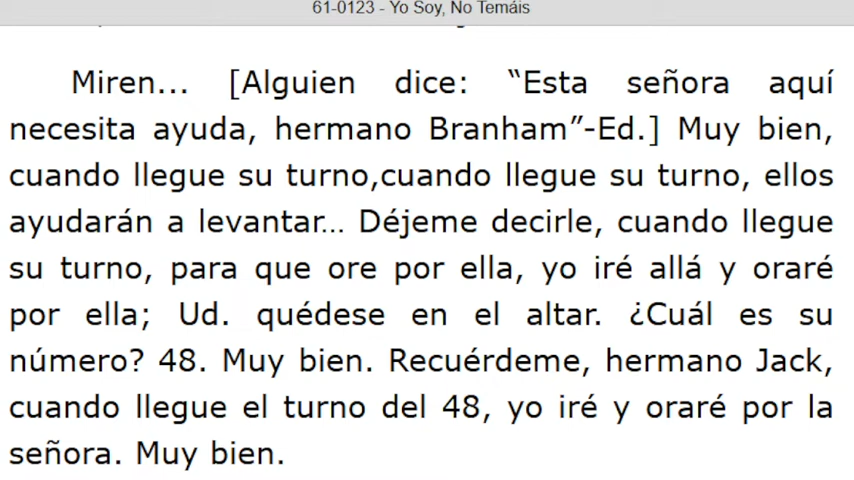 61-0123 - Yo Soy, No Temáis
Miren... [Alguien dice: “Esta señora aquí
necesita ayuda, hermano Branham”-Ed.] Muy bien,
cuando llegue su turno,cuando llegue su turno, ellos
ayudarán a levantar… Déjeme decirle, cuando llegue
su turno, para que ore por ella, yo iré allá y oraré
por ella; Ud. quédese en el altar. ¿Cuál es su
número? 48. Muy bien. Recuérdeme, hermano Jack,
cuando llegue el turno del 48, yo iré y oraré por la
señora. Muy bien.